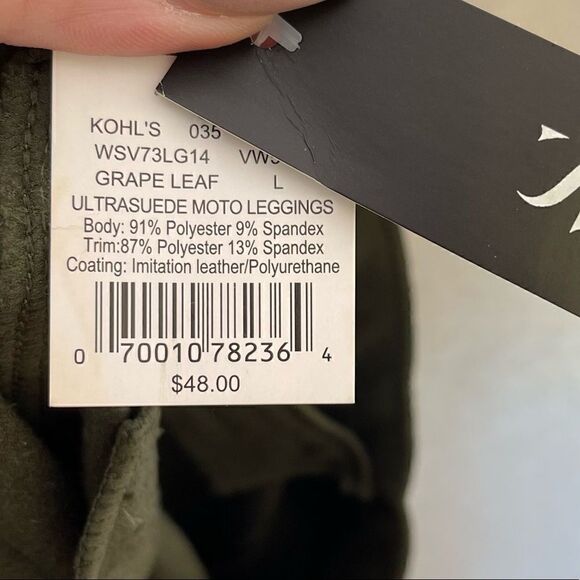 KOHL'S 035
WSV73LG14
GRAPE LEAF L
ULTRASUEDE MOTO LEGGINGS
Body: 91% Polyester 9% Spandex
Trim:87% Polyester 13% Spandex
Coating: Imitation leather/Polyurethane
0 70010 78236 4
$48.00